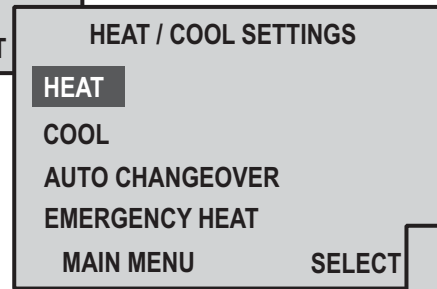 HEAT / COOL SETTINGS
HEAT
COOL
AUTO CHANGEOVER
EMERGENCY HEAT
MAIN MENU SELECT